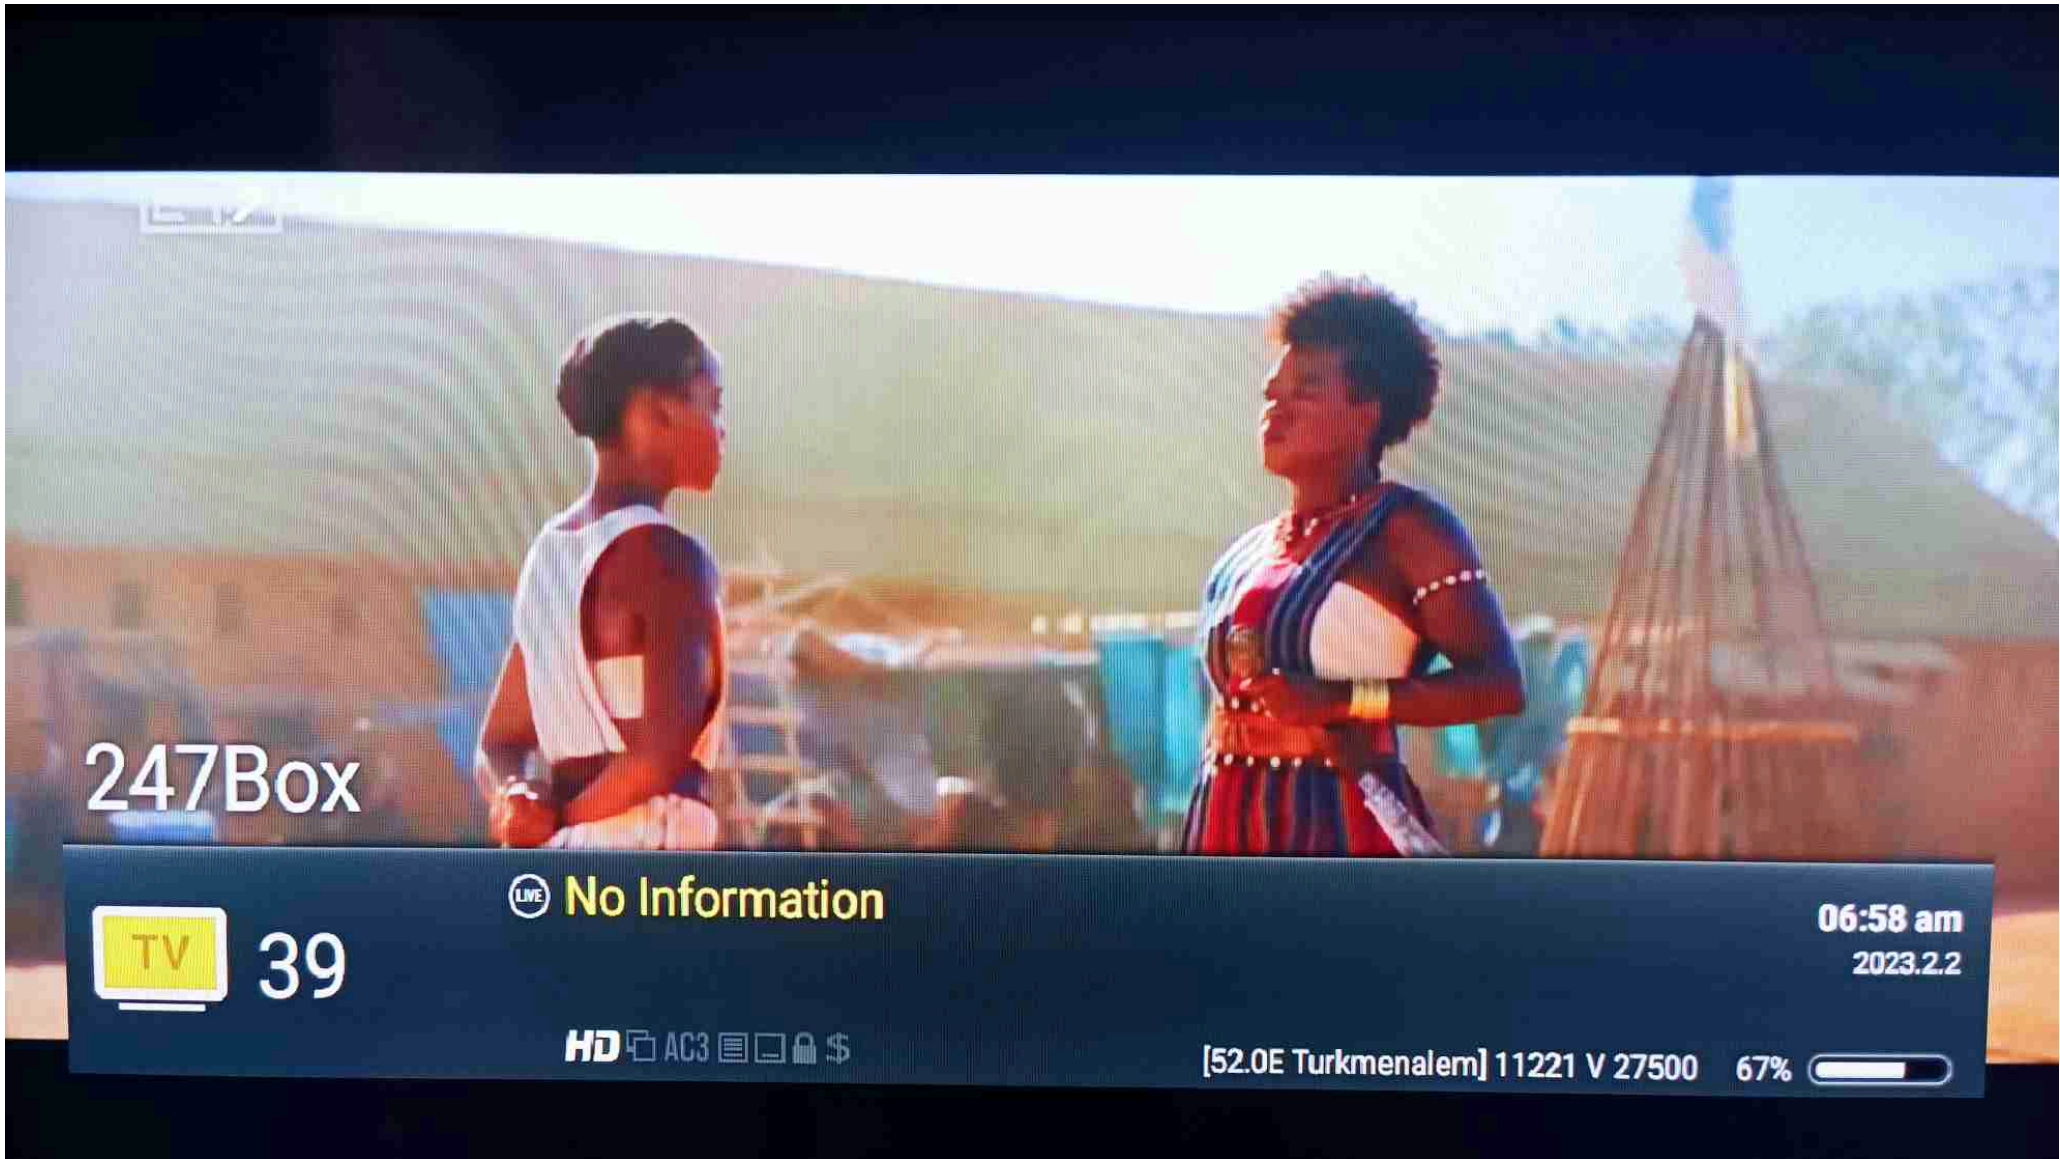 247Box
TV 39
LIVE No Information
06:58 am
2023.2.2
HD AC3 $
[52.0E Turkmenalem] 11221 V 27500 67%